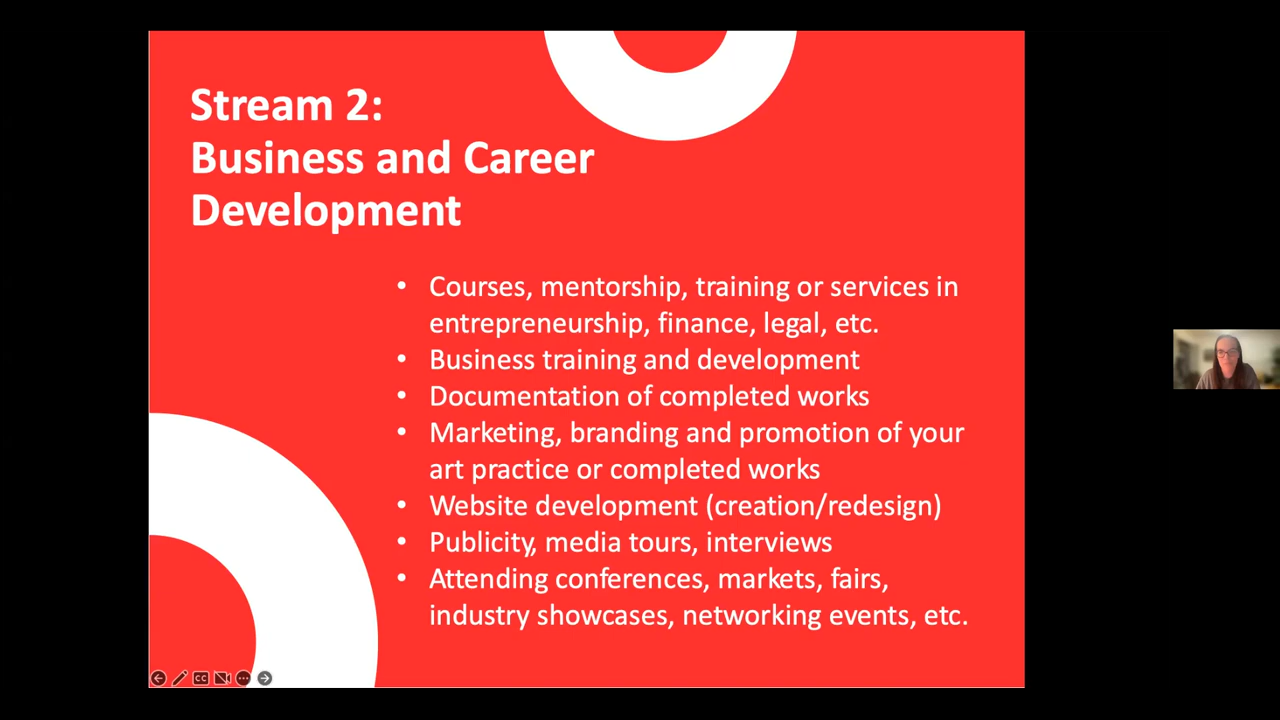 Stream 2:
Business and Career
Development
• Courses, mentorship, training or services in
entrepreneurship, finance, legal, etc.
• Business training and development
• Documentation of completed works
• Marketing, branding and promotion of your
art practice or completed works
• Website development (creation/redesign)
• Publicity, media tours, interviews
• Attending conferences, markets, fairs,
industry showcases, networking events, etc.
CC